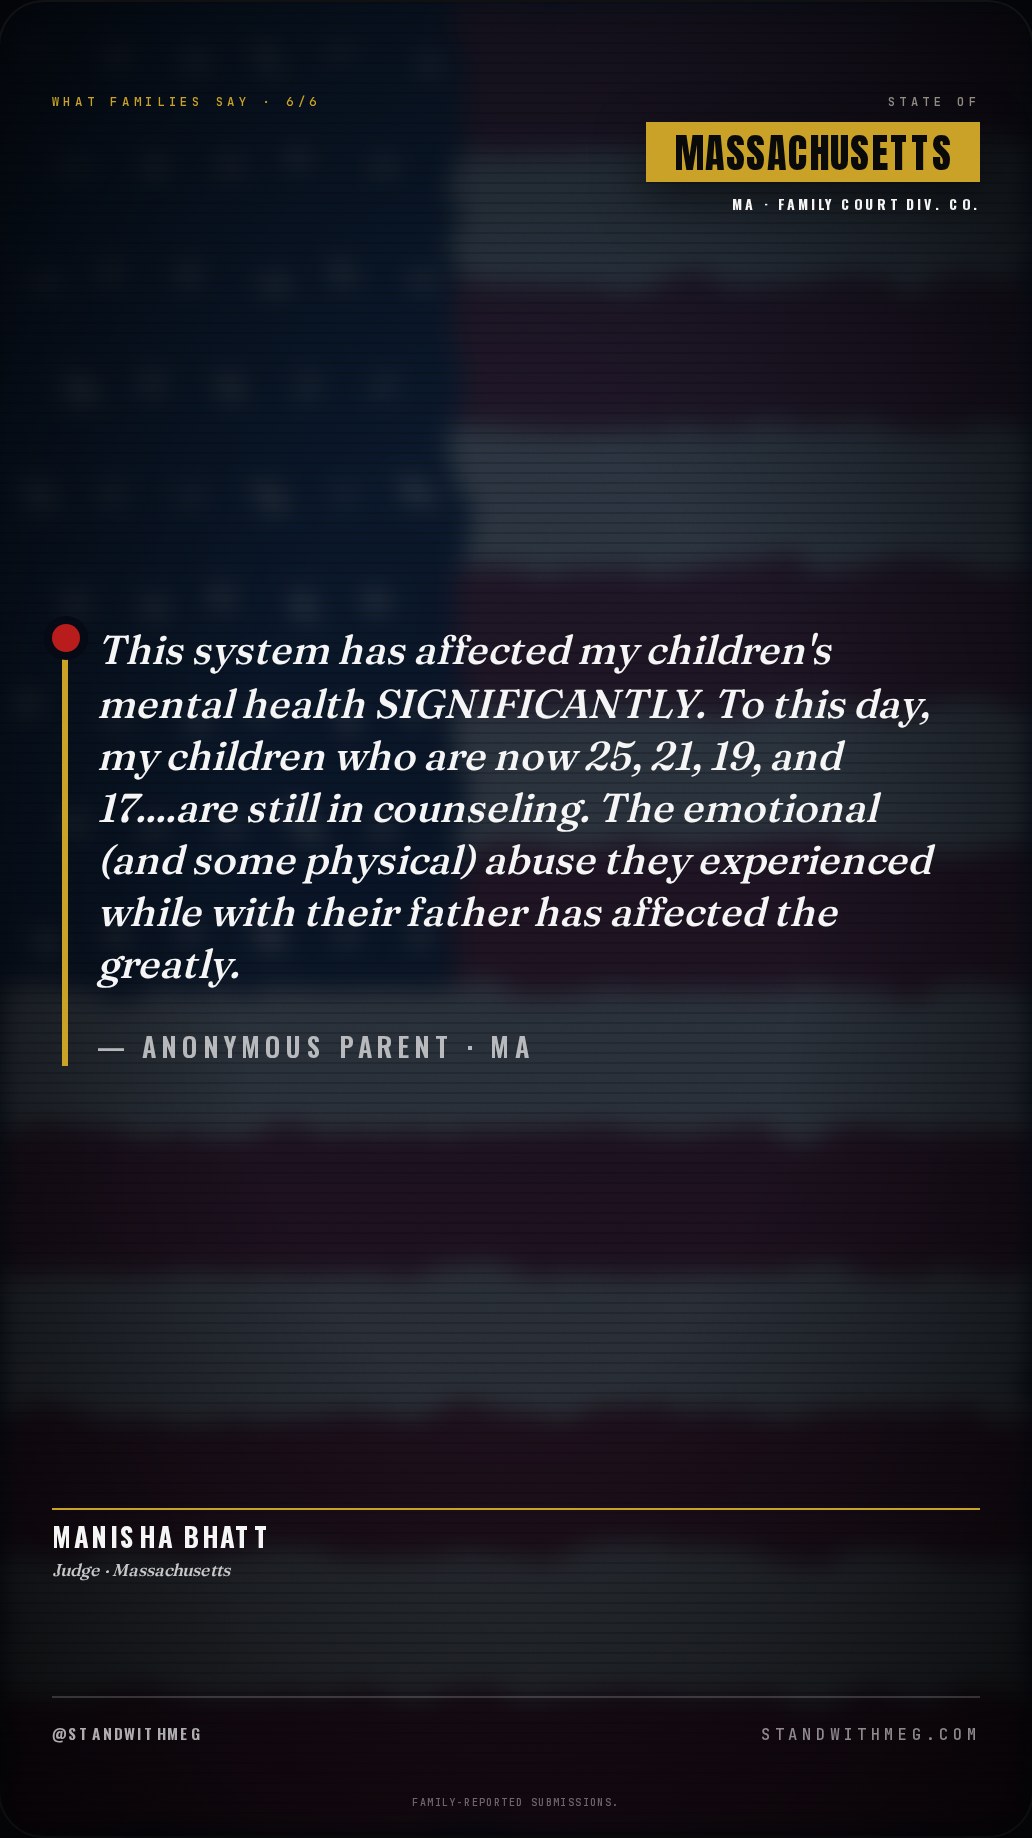 WHAT FAMILIES SAY · 6/6
STATE OF
MASSACHUSETTS
MA · FAMILY COURT DIV. CO.
This system has affected my children's
mental health SIGNIFICANTLY. To this day,
my children who are now 25, 21, 19, and
17....are still in counseling. The emotional
(and some physical) abuse they experienced
while with their father has affected the
greatly.
— ANONYMOUS PARENT · MA
MANISHA BHATT
Judge · Massachusetts
@STANDWITHMEG
STANDWITHMEG.COM
FAMILY-REPORTED SUBMISSIONS.